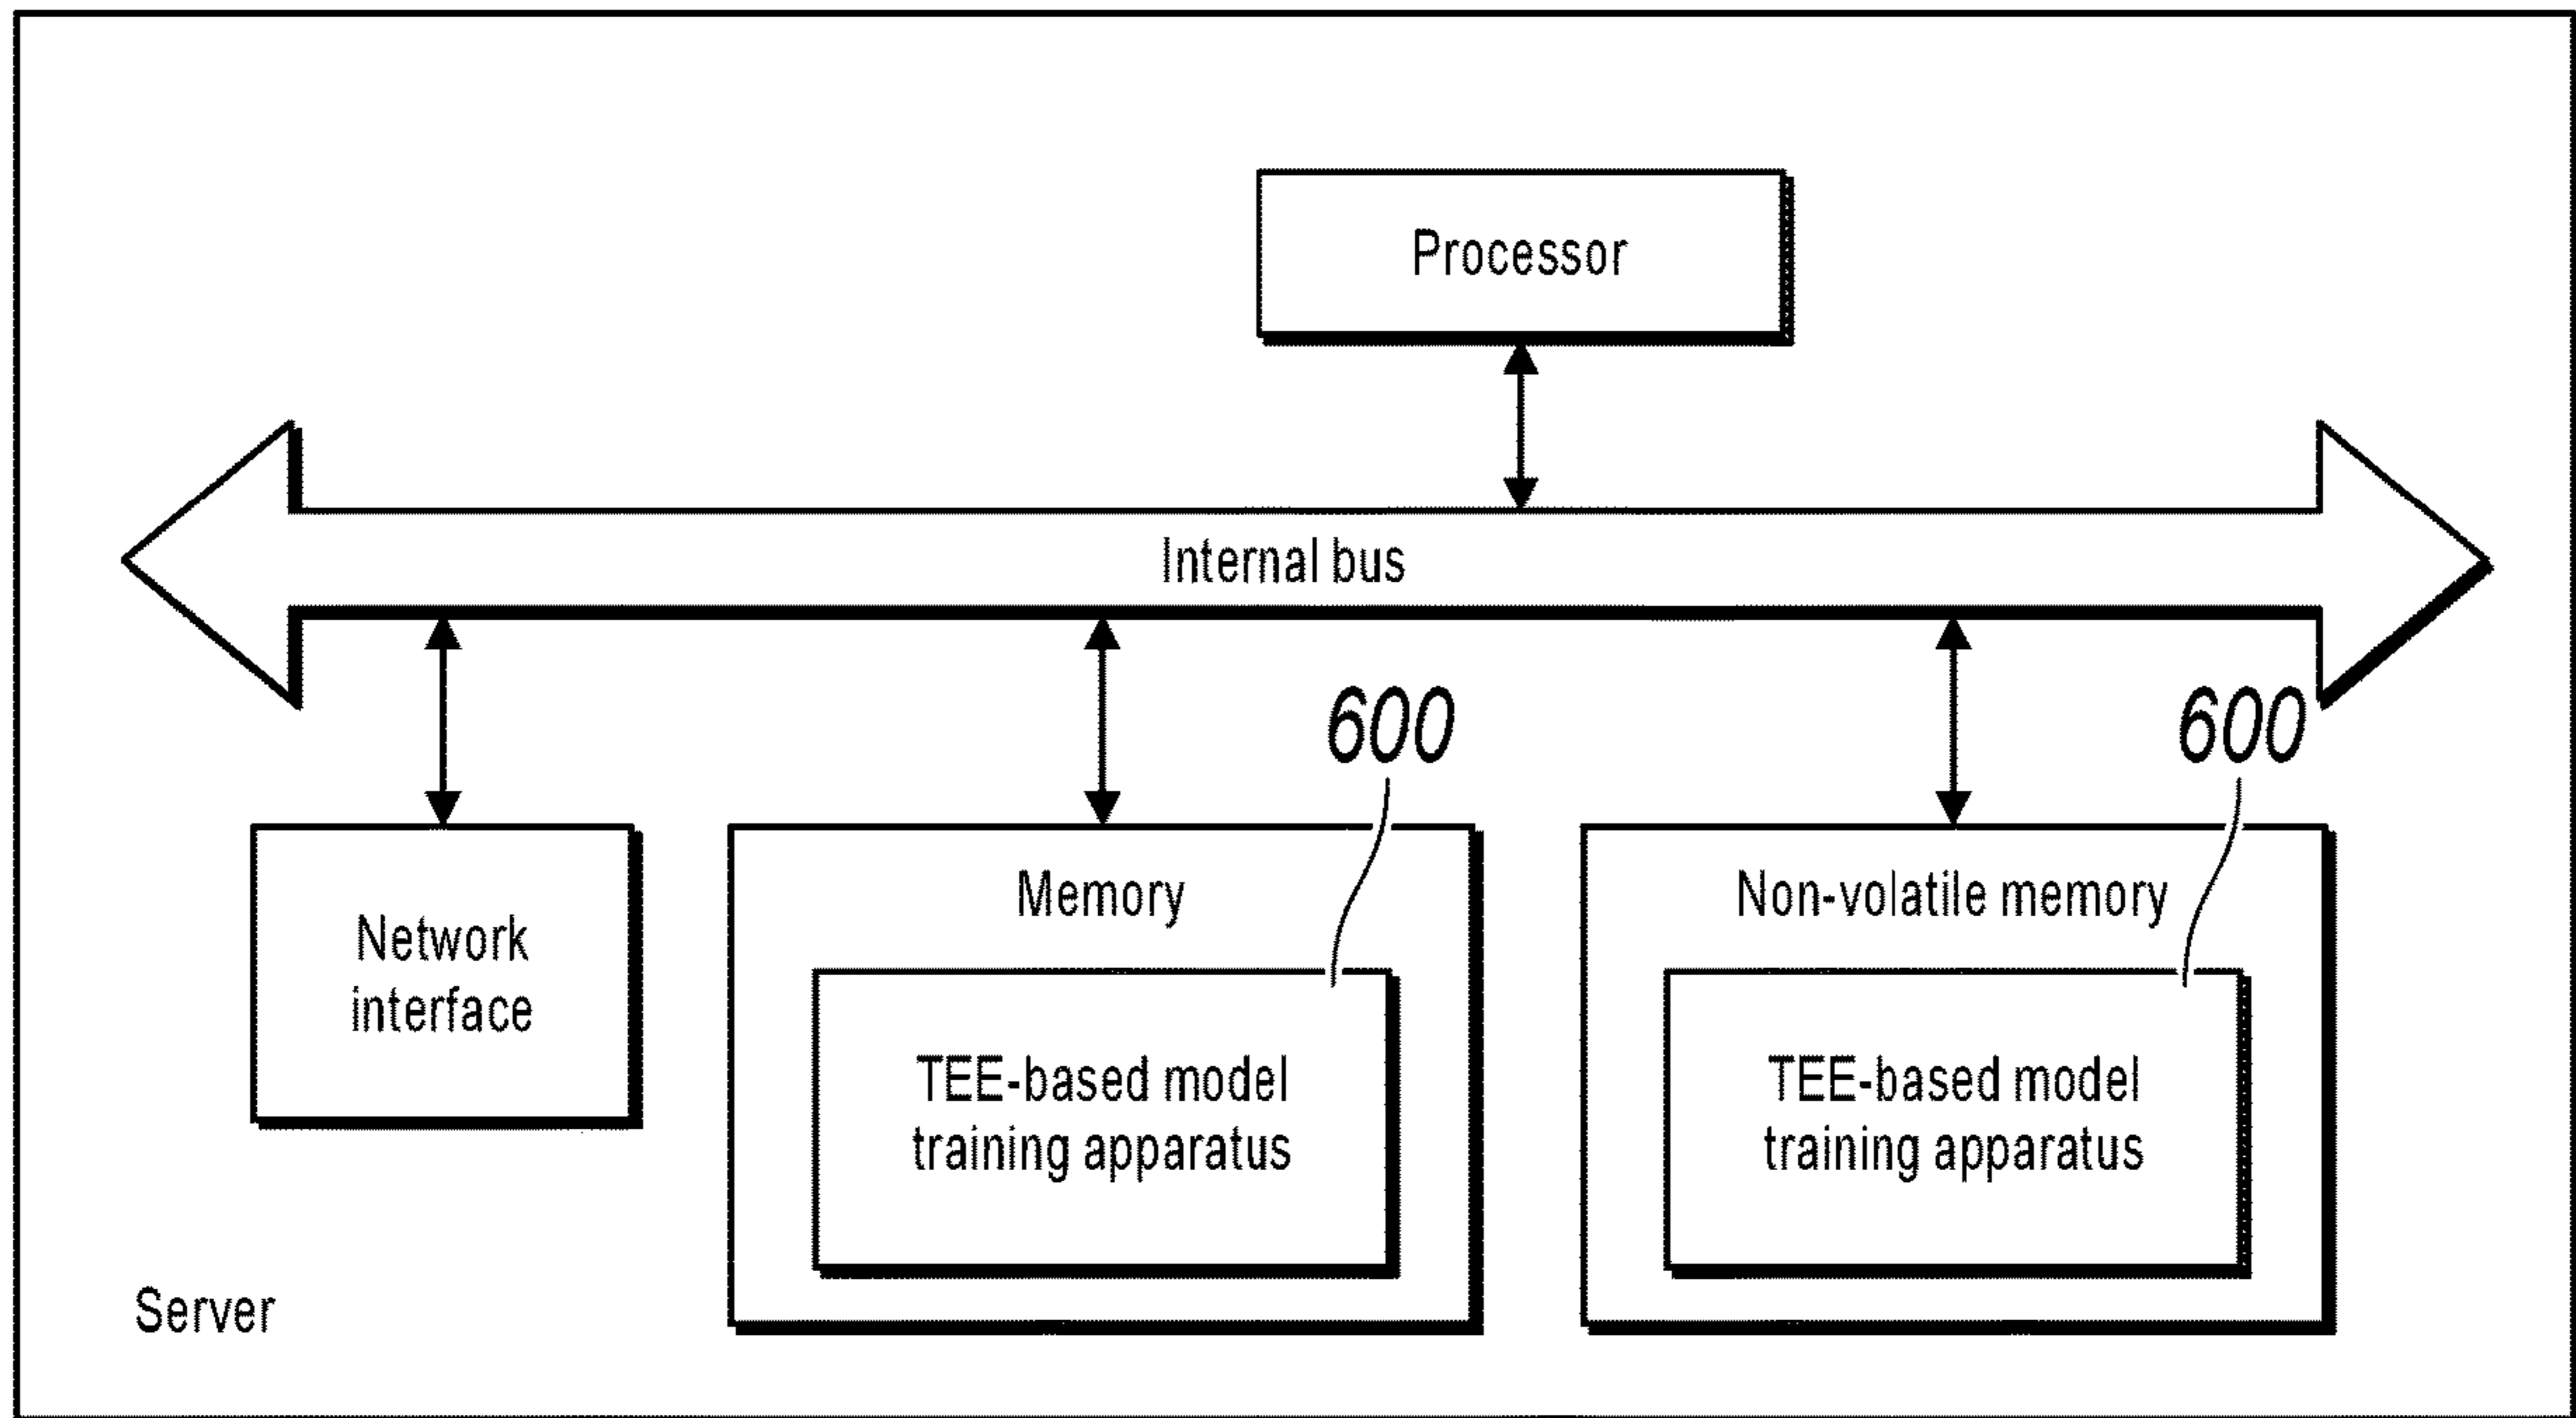 Processor
Internal bus
600
600
Network
interface
Memory
TEE-based model
training apparatus
Non-volatile memory
TEE-based model
training apparatus
Server